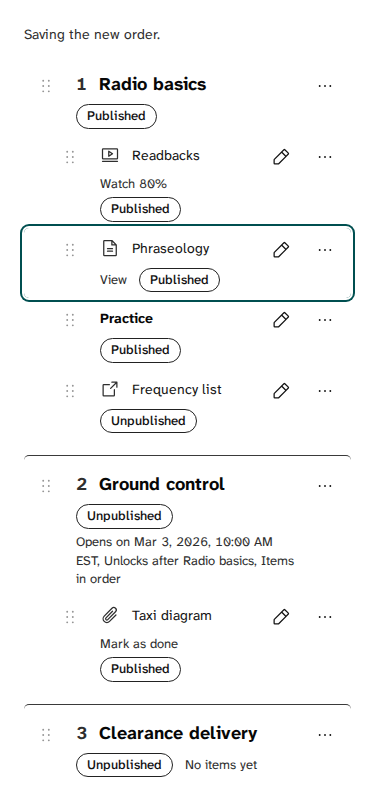 Saving the new order.
1 Radio basics
Published
Readbacks
Watch 80%
Published
Phraseology
View Published
Practice
Published
Frequency list
Unpublished
2 Ground control
Unpublished
Opens on Mar 3, 2026, 10:00 AM
EST, Unlocks after Radio basics, Items
in order
Taxi diagram
Mark as done
Published
3 Clearance delivery
Unpublished No items yet